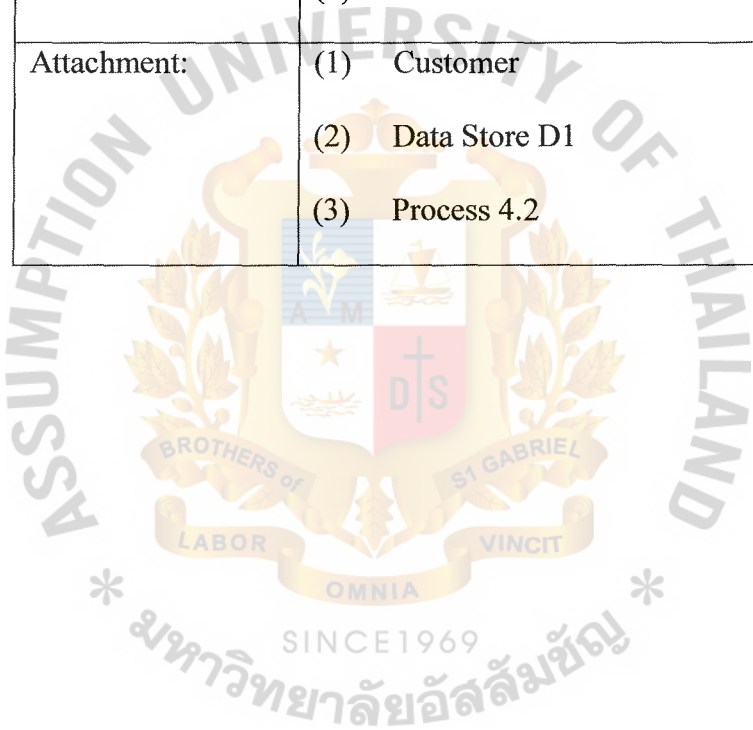 Attachment: (1) Customer
(2) Data Store D1
(3) Process 4.2
ASSUMPTION UNIVERSITY OF THAILAND
A M
D S
BROTHERS of St GABRIEL
LABOR OMNIA VINCIT
SINCE1969
* มหาวิทยาลัยอัสสัมชัญ *